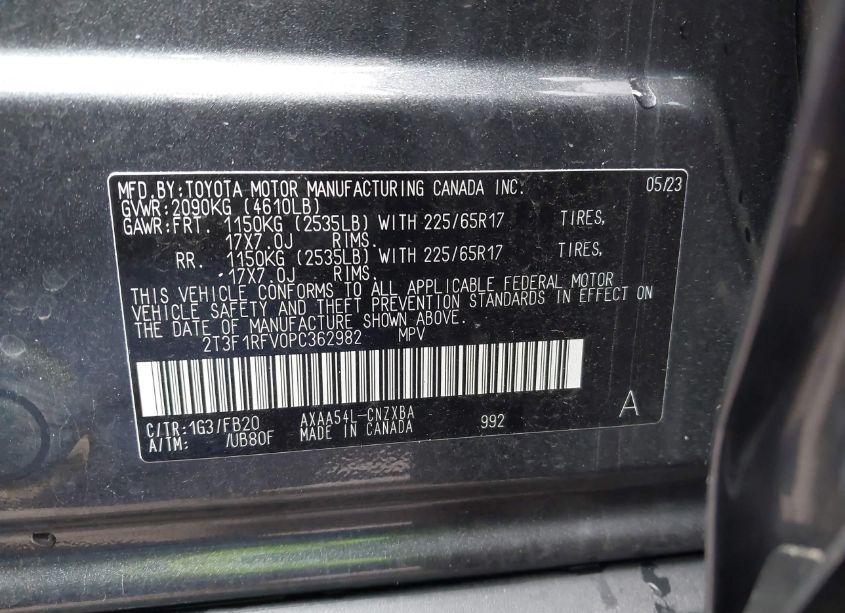 MFD.BY:TOYOTA MOTOR MANUFACTURING CANADA INC. 05/23
GVWR:2090KG (4610LB)
GAWR:FRT. 1150KG (2535LB) WITH 225/65R17 TIRES,
17X7.0J RIMS.
RR. 1150KG (2535LB) WITH 225/65R17 TIRES,
17X7.0J RIMS.
THIS VEHICLE CONFORMS TO ALL APPLICABLE FEDERAL MOTOR
VEHICLE SAFETY AND THEFT PREVENTION STANDARDS IN EFFECT ON
THE DATE OF MANUFACTURE SHOWN ABOVE.
2T3F1RFV0PC362982 MPV
C/TR:1G3/FB20 AXAA54L-CNZXBA 992 A
A/TM: /UB80F MADE IN CANADA